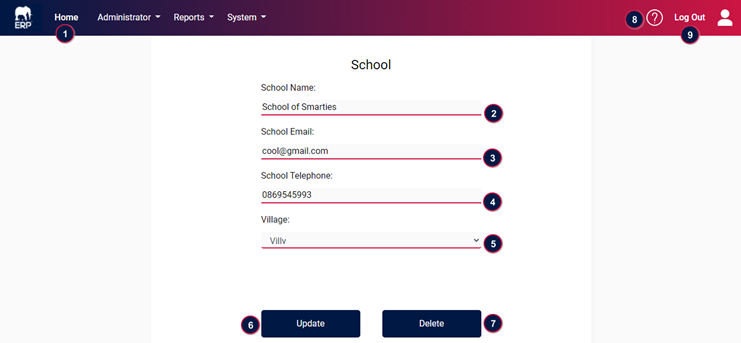 ERP
Home Administrator Reports System
8 ? Log Out
1
9
School
School Name:
School of Smarties
2
School Email:
cool@gmail.com
3
School Telephone:
0869545993
4
Village:
Villy
5
6 Update Delete 7